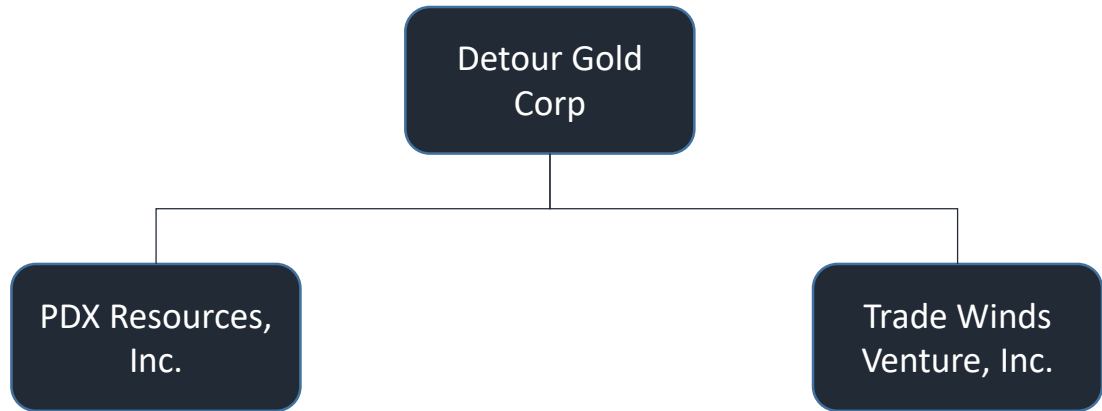 Detour Gold
Corp
PDX Resources,
Inc.
Trade Winds
Venture, Inc.